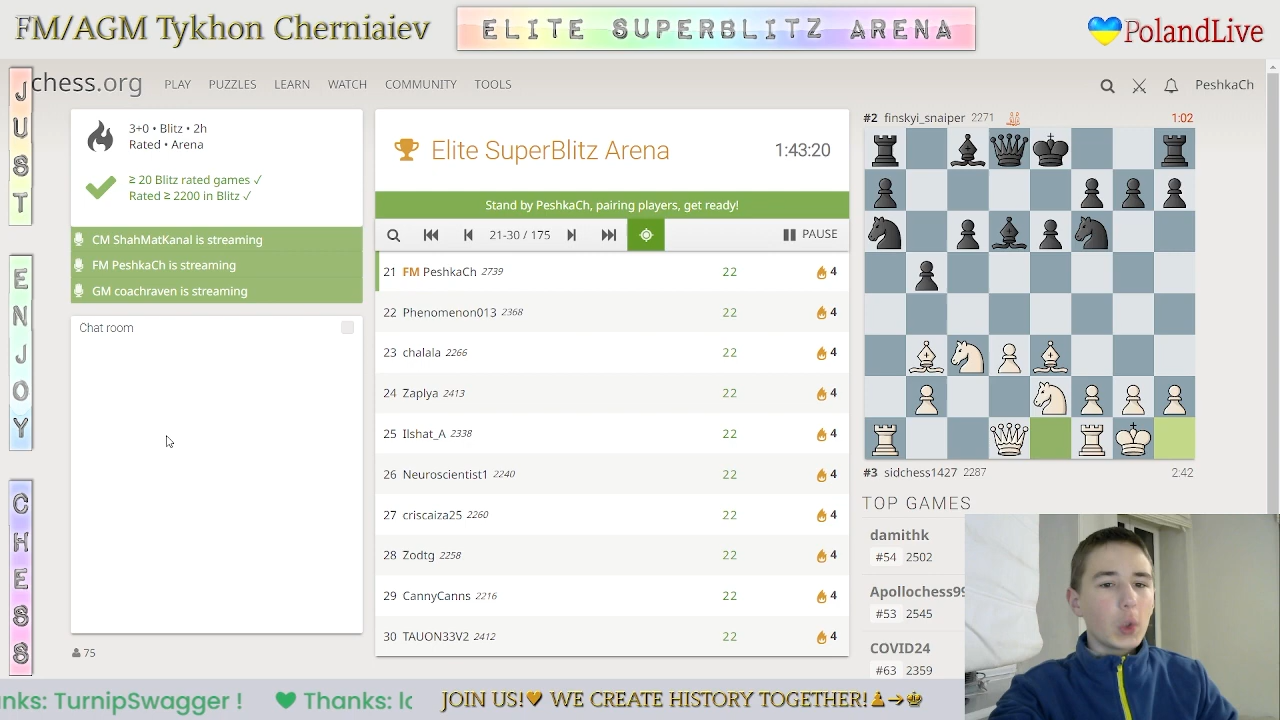 FM/AGM Tykhon Cherniaiev
ELITE SUPERBLITZ ARENA
PolandLive
JUST
ENJOY
CHESS
chess.org
PLAY PUZZLES LEARN WATCH COMMUNITY TOOLS
PeshkaCh
3+0 • Blitz • 2h
Rated • Arena
≥ 20 Blitz rated games ✓
Rated ≥ 2200 in Blitz ✓
CM ShahMatKanal is streaming
FM PeshkaCh is streaming
GM coachraven is streaming
Chat room
75
Elite SuperBlitz Arena
1:43:20
Stand by PeshkaCh, pairing players, get ready!
21-30 / 175
PAUSE
21 FM PeshkaCh 2739 22 4
22 Phenomenon013 2368 22 4
23 chalala 2266 22 4
24 Zaplya 2413 22 4
25 Ilshat_A 2338 22 4
26 Neuroscientist1 2240 22 4
27 criscaiza25 2260 22 4
28 Zodtg 2258 22 4
29 GannyCanns 2216 22 4
30 TAUON33V2 2412 22 4
#2 finskyi_snaiper 2271 1:02
#3 sidchess1427 2287 2:42
TOP GAMES
damithk
#54 2502
Apollochess99
#53 2545
COVID24
#63 2359
nks: TurnipSwagger !
Thanks:
JOIN US! WE CREATE HISTORY TOGETHER!